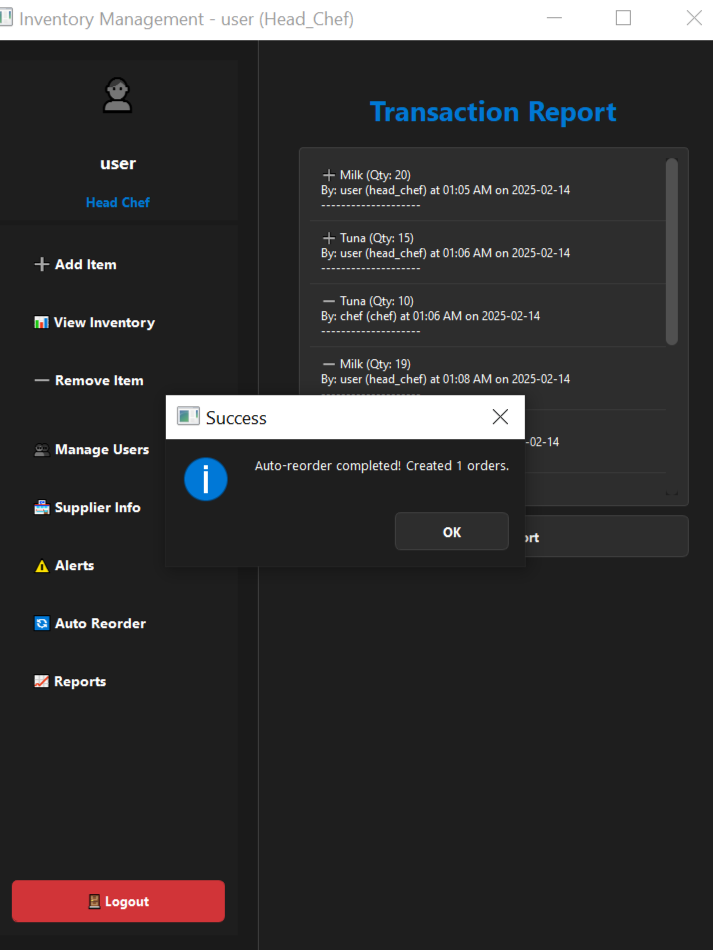 Inventory Management - user (Head_Chef)
user
Head Chef
Add Item
View Inventory
Remove Item
Manage Users
Supplier Info
Alerts
Auto Reorder
Reports
Logout
Transaction Report
+ Milk (Qty: 20)
By: user (head_chef) at 01:05 AM on 2025-02-14
--------------------
+ Tuna (Qty: 15)
By: user (head_chef) at 01:06 AM on 2025-02-14
--------------------
− Tuna (Qty: 10)
By: chef (chef) at 01:06 AM on 2025-02-14
--------------------
− Milk (Qty: 19)
By: user (head_chef) at 01:08 AM on 2025-02-14
-02-14
Success
Auto-reorder completed! Created 1 orders.
OK